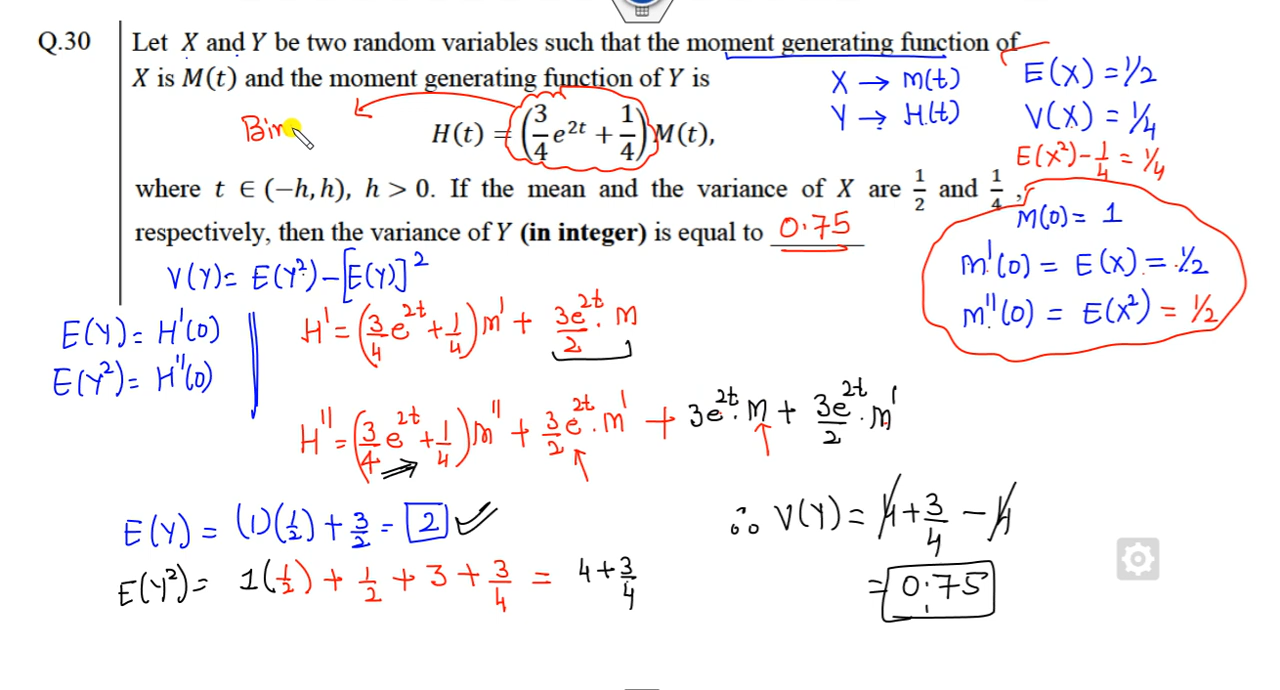 Q.30 Let X and Y be two random variables such that the moment generating function of
X is M(t) and the moment generating function of Y is
H(t) = (3/4 e^{2t} + 1/4) M(t),
where t ∈ (−h, h), h > 0. If the mean and the variance of X are 1/2 and 1/4 ,
respectively, then the variance of Y (in integer) is equal to 0.75
X → M(t)
Y → H(t)
E(X) = 1/2
V(X) = 1/4
E(X²) - 1/4 = 1/4
M(0) = 1
M'(0) = E(X) = 1/2
M''(0) = E(X²) = 1/2
Bin
V(Y) = E(Y²) - [E(Y)]²
E(Y) = H'(0)
E(Y²) = H''(0)
H' = (3/4 e^{2t} + 1/4) M' + 3e^{2t}/2 . M
H'' = (3/4 e^{2t} + 1/4) M'' + 3/2 e^{2t} . M' + 3e^{2t} . M + 3e^{2t}/2 . M'
E(Y) = (1)(1/2) + 3/2 = 2 ✓
E(Y²) = 1(1/2) + 1/2 + 3 + 3/4 = 4 + 3/4
∴ V(Y) = 4 + 3/4 - 4
= 0.75